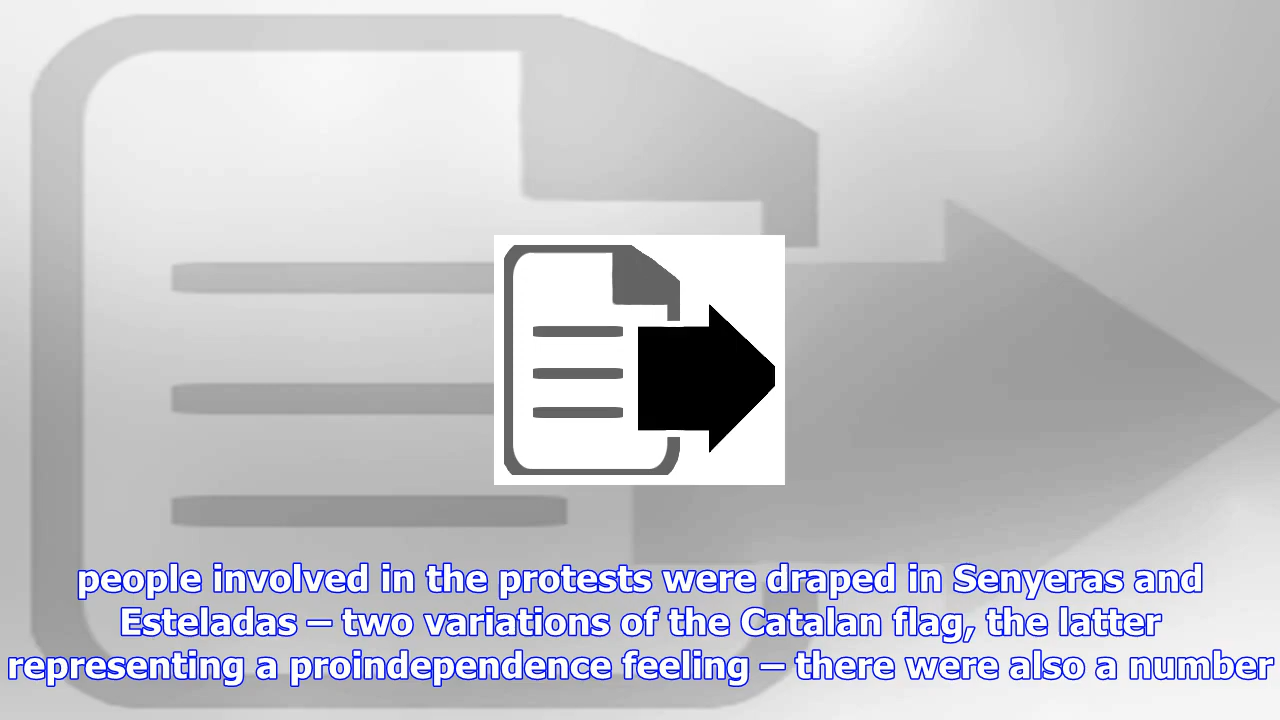 people involved in the protests were draped in Senyeras and
Esteladas – two variations of the Catalan flag, the latter
representing a proindependence feeling – there were also a number